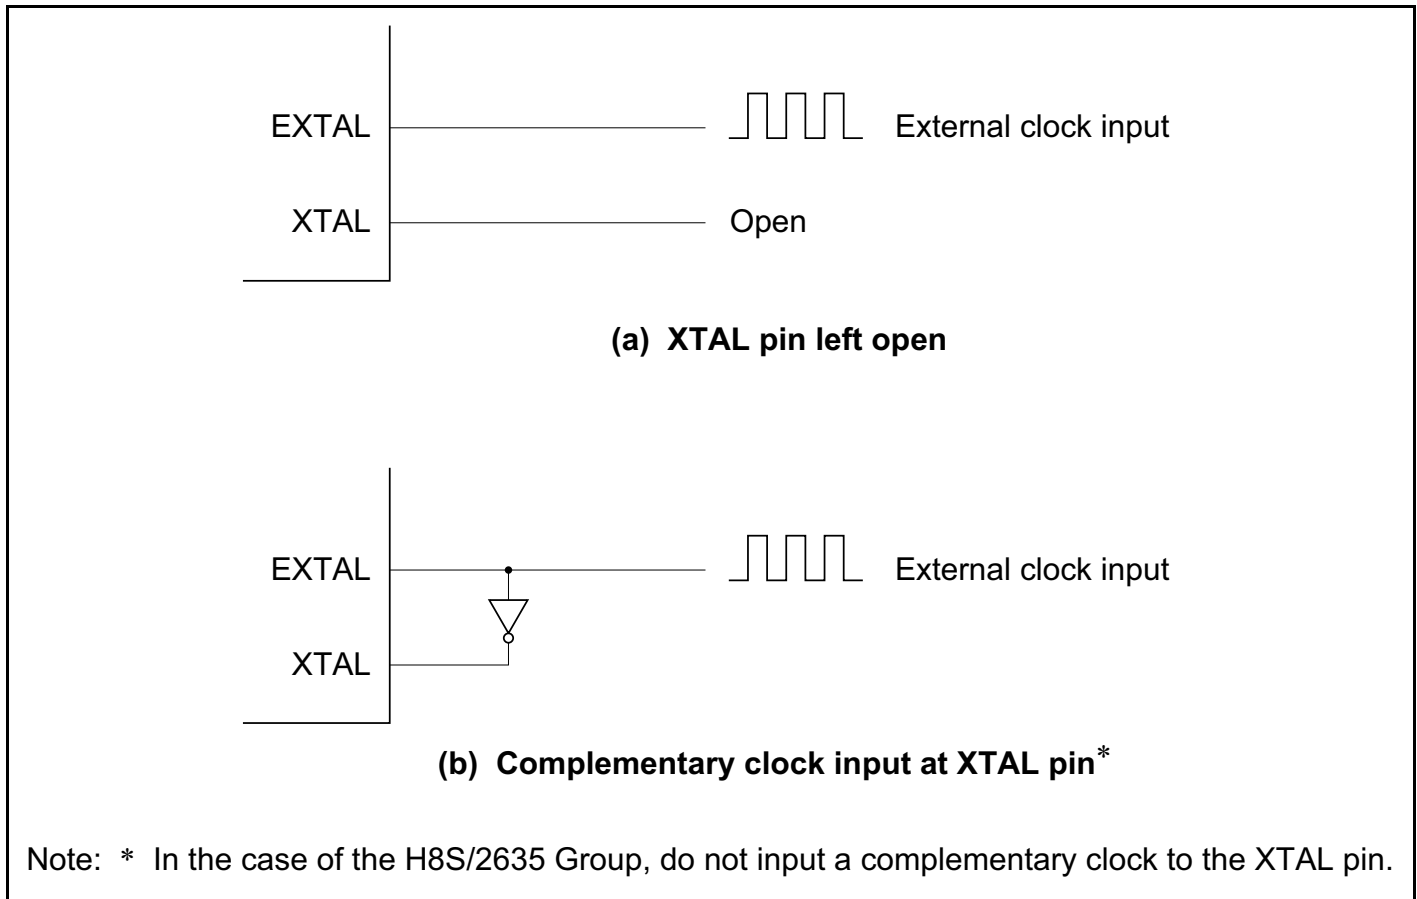 EXTAL
External clock input
XTAL
Open
(a) XTAL pin left open
EXTAL
External clock input
XTAL
(b) Complementary clock input at XTAL pin*
Note: * In the case of the H8S/2635 Group, do not input a complementary clock to the XTAL pin.